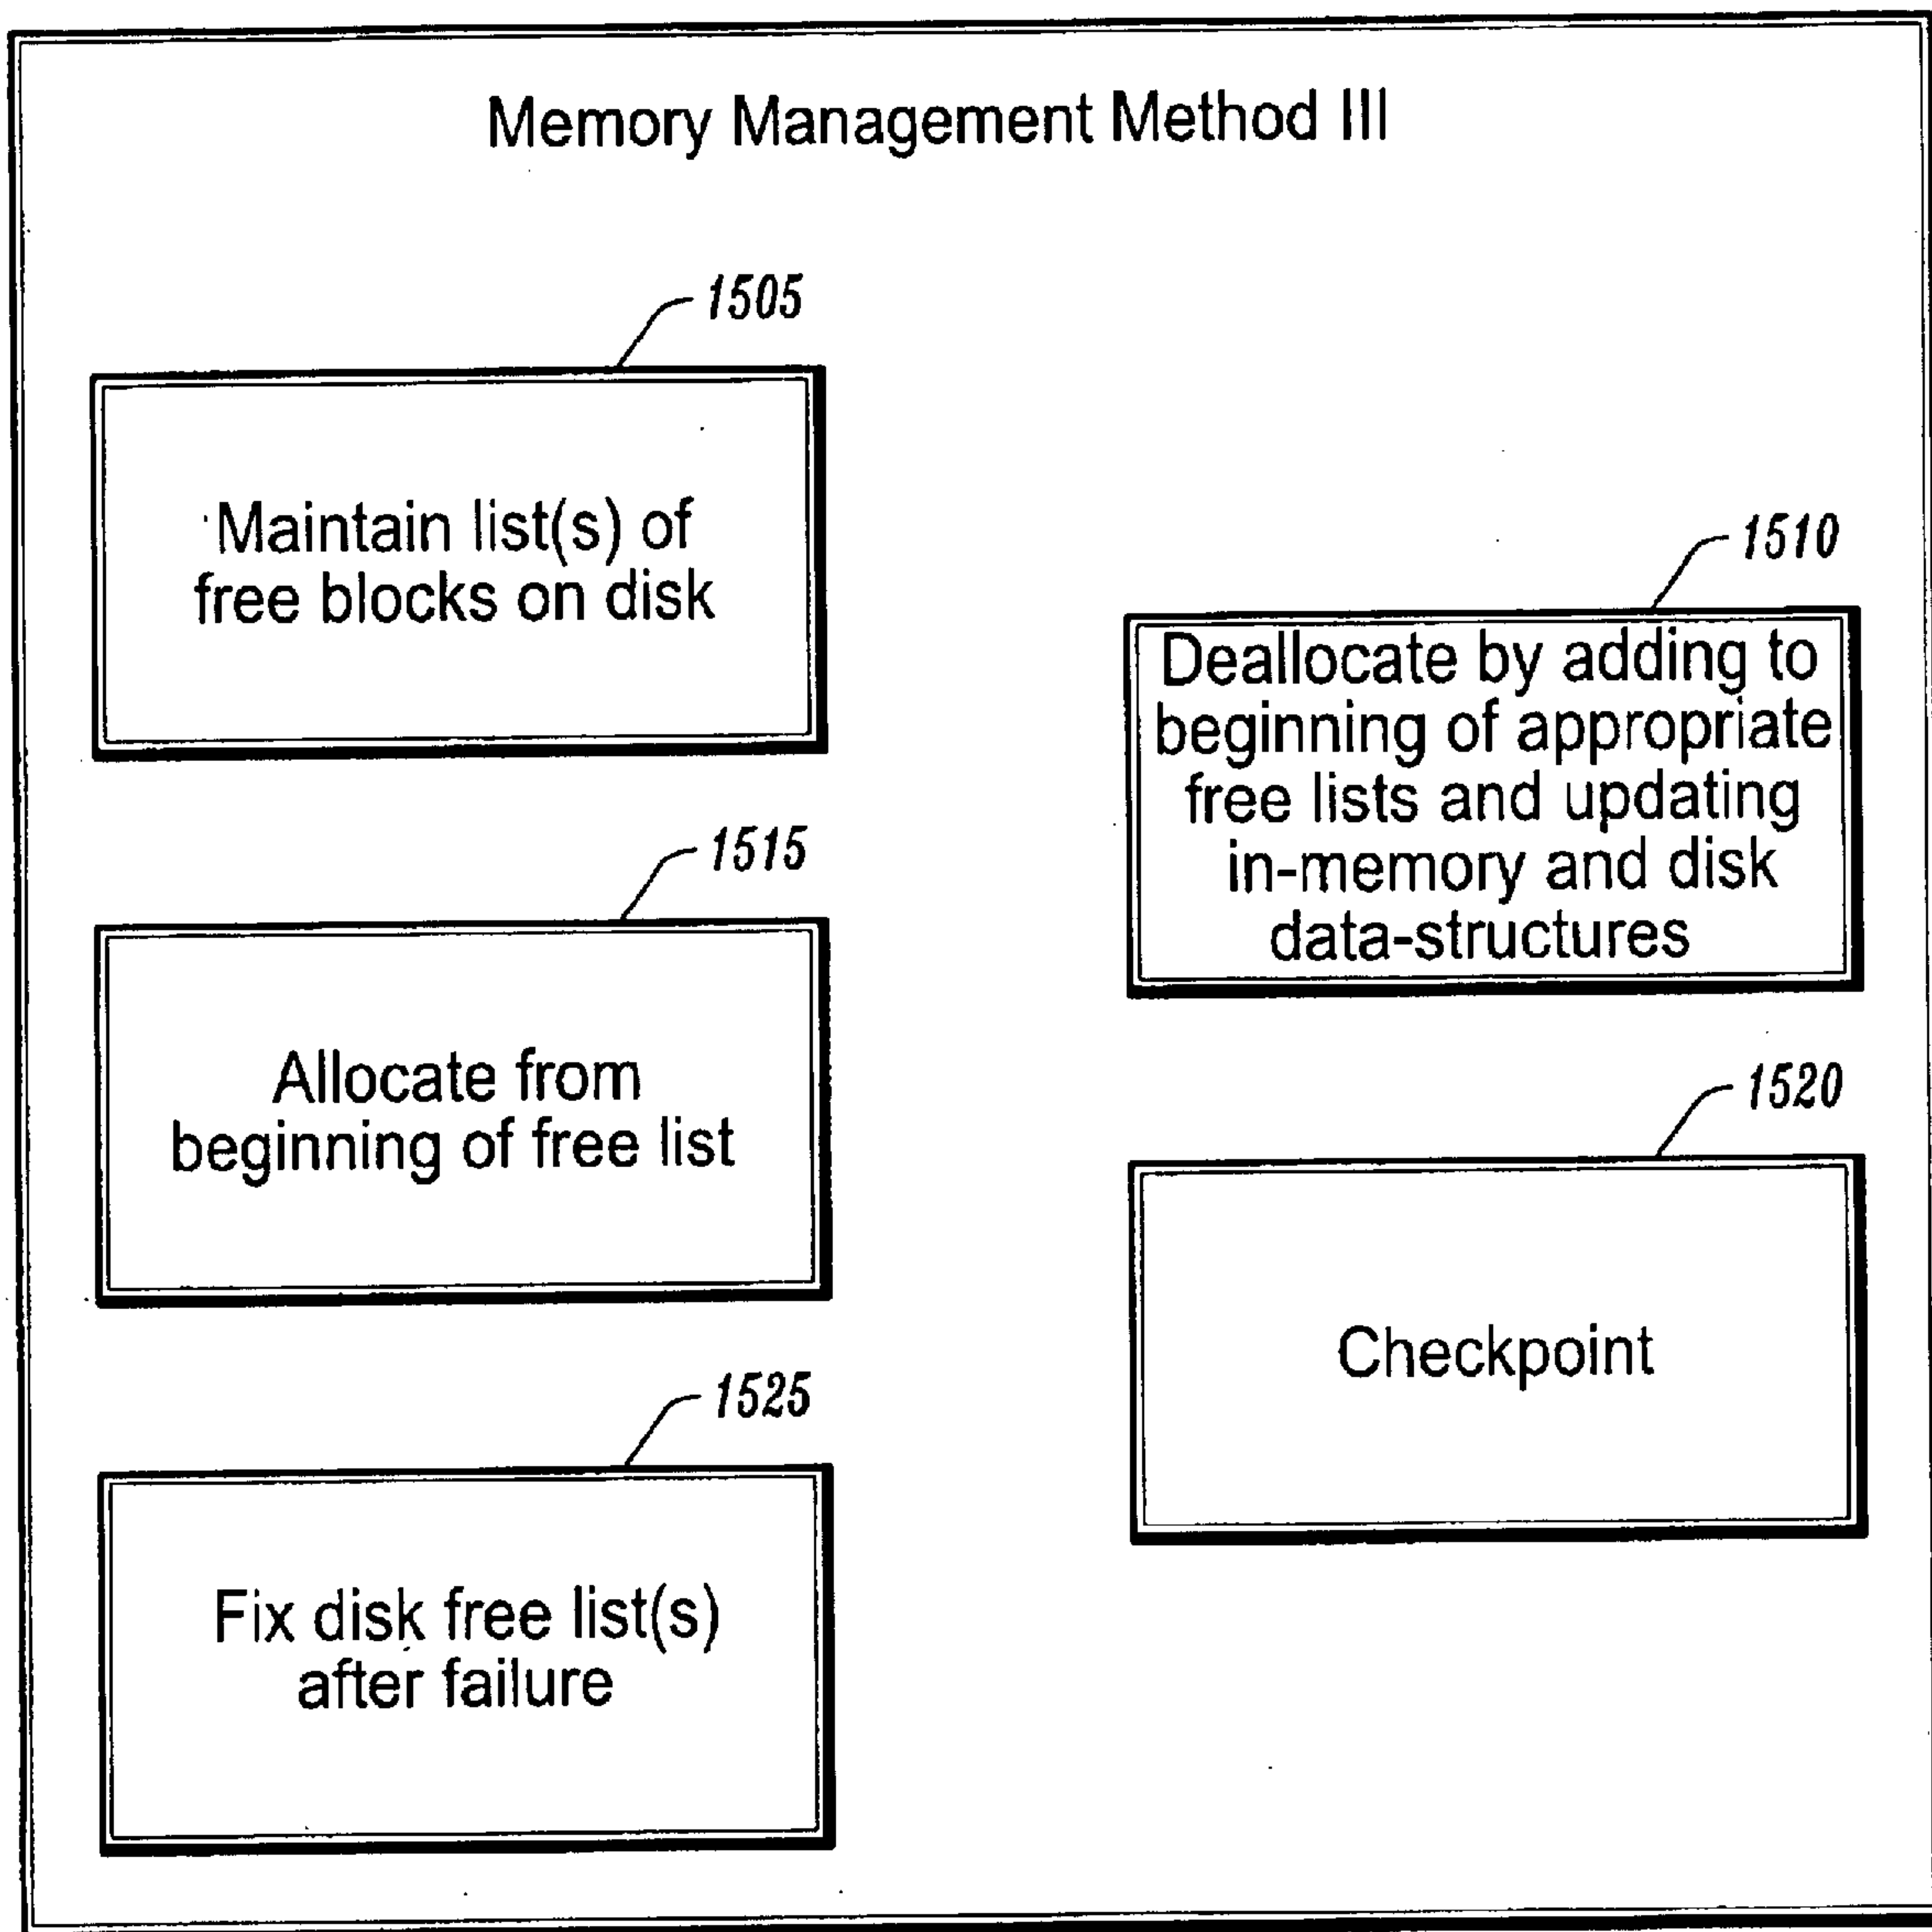 Memory Management Method III
1505
Maintain list(s) of
free blocks on disk
1510
Deallocate by adding to
beginning of appropriate
free lists and updating
in-memory and disk
data-structures
1515
Allocate from
beginning of free list
1520
Checkpoint
1525
Fix disk free list(s)
after failure